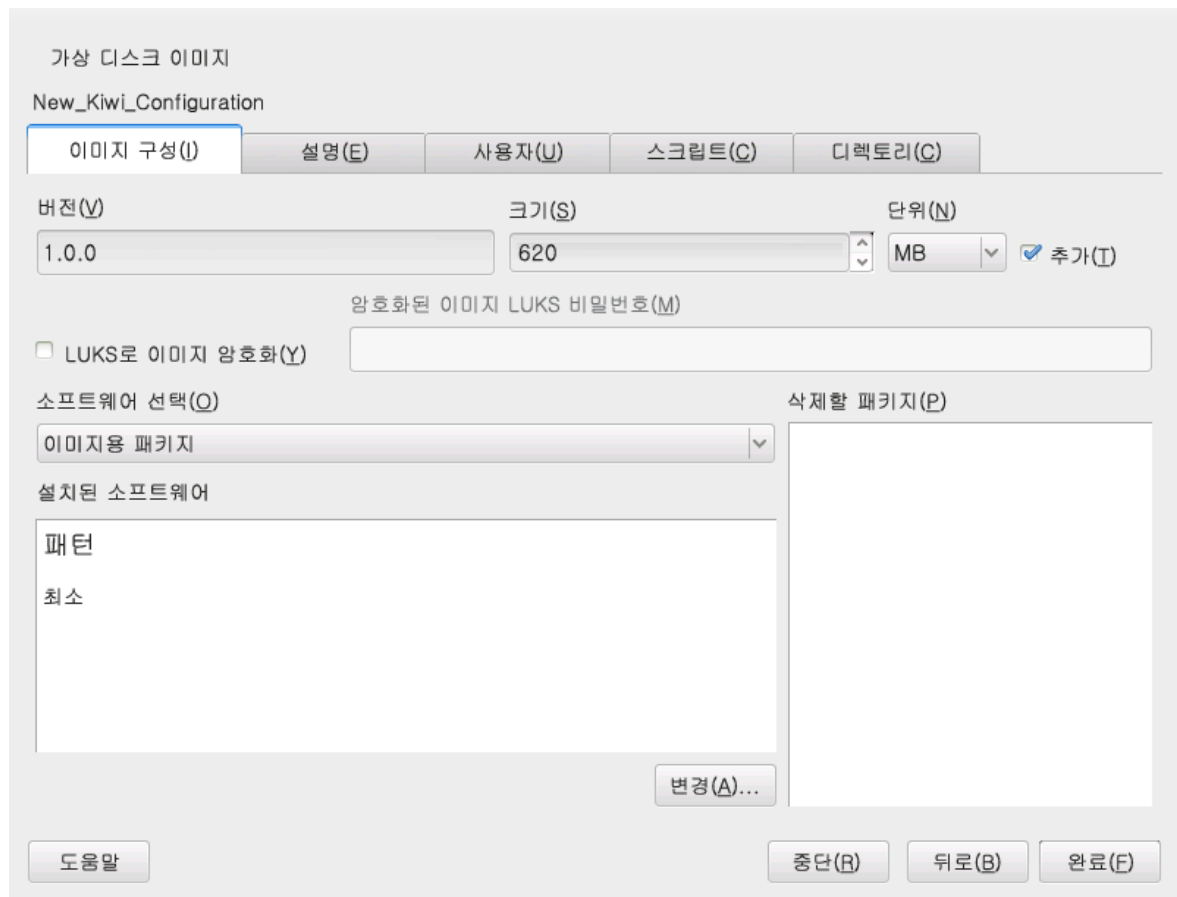 가상 디스크 이미지
New_Kiwi_Configuration
이미지 구성(I) 설명(E) 사용자(U) 스크립트(C) 디렉토리(C)
버전(V) 크기(S) 단위(N)
1.0.0 620 MB 추가(T)
암호화된 이미지 LUKS 비밀번호(M)
LUKS로 이미지 암호화(Y)
소프트웨어 선택(O) 삭제할 패키지(P)
이미지용 패키지
설치된 소프트웨어
패턴
최소
변경(A)...
도움말 중단(R) 뒤로(B) 완료(F)